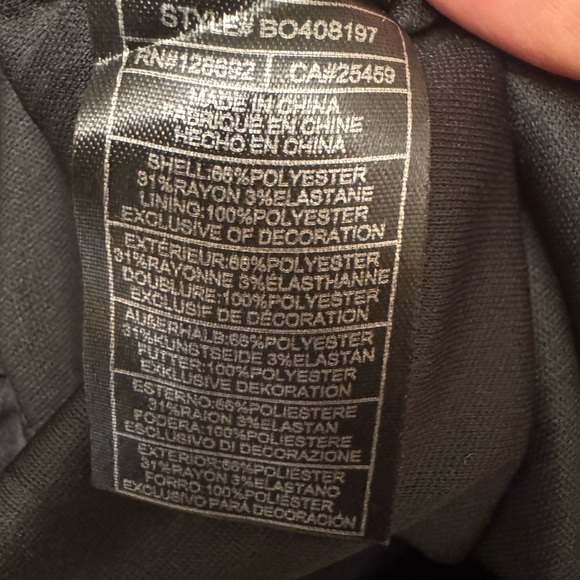 STYLE# BO408197
RN#128692 CA#25459
MADE IN CHINA
FABRIQUE EN CHINE
HECHO EN CHINA
SHELL:66%POLYESTER
31%RAYON 3%ELASTANE
LINING:100%POLYESTER
EXCLUSIVE OF DECORATION
EXTÉRIEUR:66%POLYESTER
31%RAYONNE 3%ÉLASTHANNE
DOUBLURE:100%POLYESTER
EXCLUSIF DE DÉCORATION
AUßERHALB:66%POLYESTER
31%KUNSTSEIDE 3%ELASTAN
FUTTER:100%POLYESTER
EXKLUSIVE DEKORATION
ESTERNO:66%POLIESTERE
31%RAION 3%ELASTAN
FODERA:100%POLIESTERE
ESCLUSIVO DI DECORAZIONE
EXTERIOR:66%POLIESTER
31%RAYON 3%ELASTANO
FORRO:100%POLIESTER
EXCLUSIVO PARA DECORACIÓN